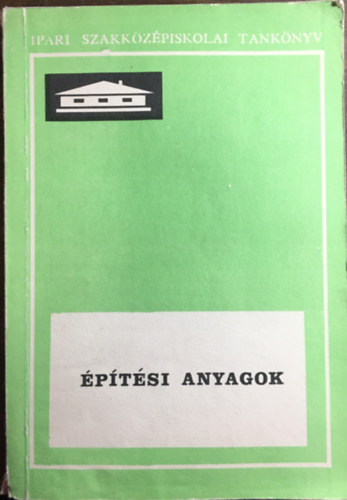 IPARI SZAKKÖZÉPISKOLAI TANKÖNYV
ÉPÍTÉSI ANYAGOK